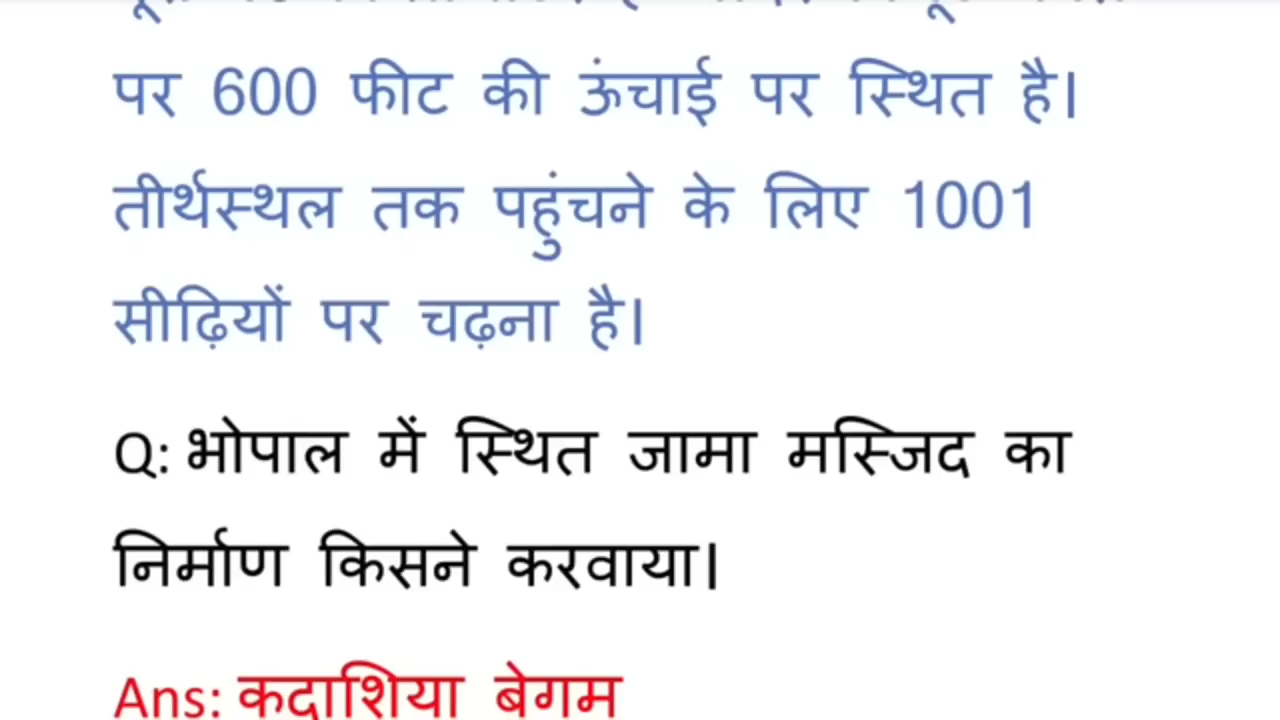 पर 600 फीट की ऊंचाई पर स्थित है।
तीर्थस्थल तक पहुंचने के लिए 1001
सीढ़ियों पर चढ़ना है।
Q: भोपाल में स्थित जामा मस्जिद का
निर्माण किसने करवाया।
Ans: कदाशिया बेगम